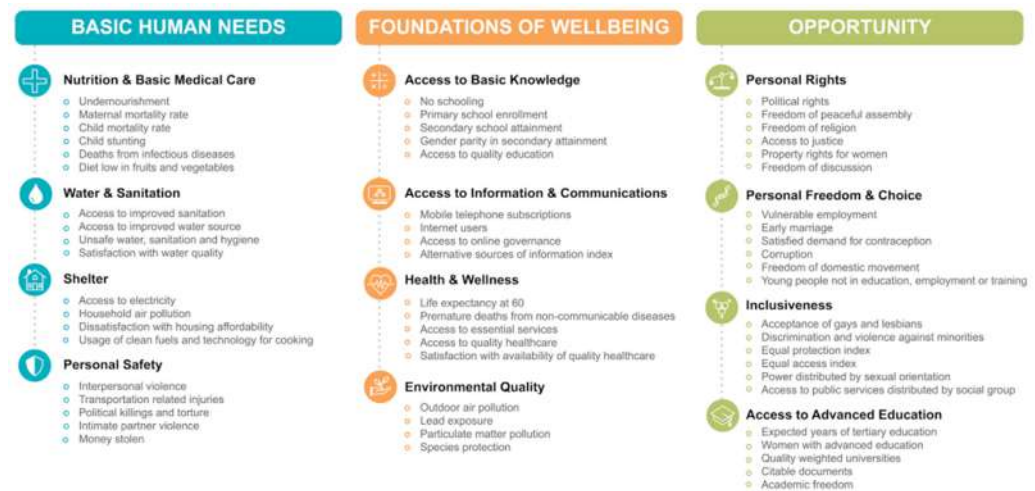 BASIC HUMAN NEEDS
Nutrition & Basic Medical Care
Undernourishment
Maternal mortality rate
Child mortality rate
Child stunting
Deaths from infectious diseases
Diet low in fruits and vegetables
Water & Sanitation
Access to improved sanitation
Access to improved water source
Unsafe water, sanitation and hygiene
Satisfaction with water quality
Shelter
Access to electricity
Household air pollution
Dissatisfaction with housing affordability
Usage of clean fuels and technology for cooking
Personal Safety
Interpersonal violence
Transportation related injuries
Political killings and torture
Intimate partner violence
Money stolen
FOUNDATIONS OF WELLBEING
Access to Basic Knowledge
No schooling
Primary school enrollment
Secondary school attainment
Gender parity in secondary attainment
Access to quality education
Access to Information & Communications
Mobile telephone subscriptions
Internet users
Access to online governance
Alternative sources of information index
Health & Wellness
Life expectancy at 60
Premature deaths from non-communicable diseases
Access to essential services
Access to quality healthcare
Satisfaction with availability of quality healthcare
Environmental Quality
Outdoor air pollution
Lead exposure
Particulate matter pollution
Species protection
OPPORTUNITY
Personal Rights
Political rights
Freedom of peaceful assembly
Freedom of religion
Access to justice
Property rights for women
Freedom of discussion
Personal Freedom & Choice
Vulnerable employment
Early marriage
Satisfied demand for contraception
Corruption
Freedom of domestic movement
Young people not in education, employment or training
Inclusiveness
Acceptance of gays and lesbians
Discrimination and violence against minorities
Equal protection index
Equal access index
Power distributed by sexual orientation
Access to public services distributed by social group
Access to Advanced Education
Expected years of tertiary education
Women with advanced education
Quality weighted universities
Citable documents
Academic freedom